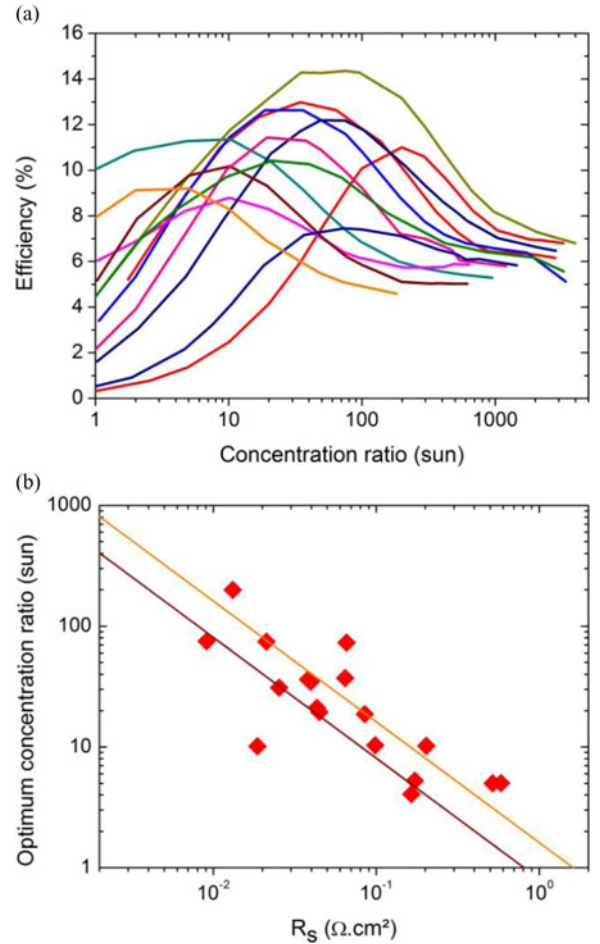 (a)
16
14
12
10
8
6
4
2
0
Efficiency (%)
1 10 100 1000
Concentration ratio (sun)
(b)
1000
100
10
1
Optimum concentration ratio (sun)
10⁻² 10⁻¹ 10⁰
R_S (Ω.cm²)